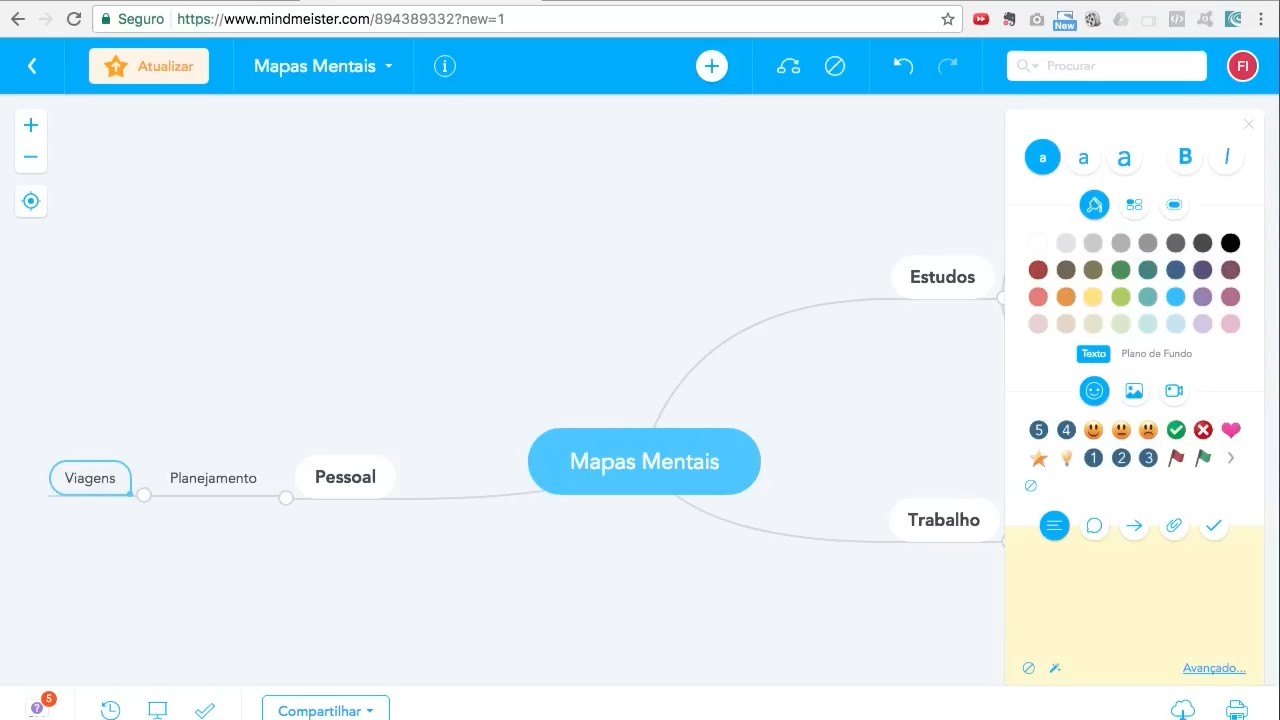 Seguro
https://www.mindmeister.com/894389332?new=1
New
Atualizar
Mapas Mentais
i
Procurar
FI
a a a B I
Estudos
Texto
Plano de Fundo
5 4
1 2 3
Mapas Mentais
Viagens
Planejamento
Pessoal
Trabalho
Avançado...
? 5
Compartilhar